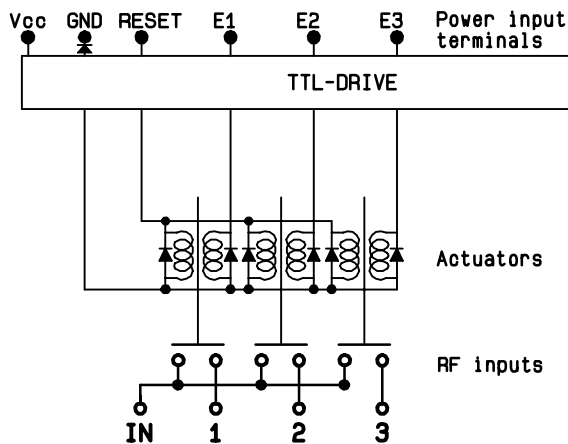 Vcc GND RESET E1 E2 E3 Power input
terminals
TTL-DRIVE
Actuators
RF inputs
IN 1 2 3